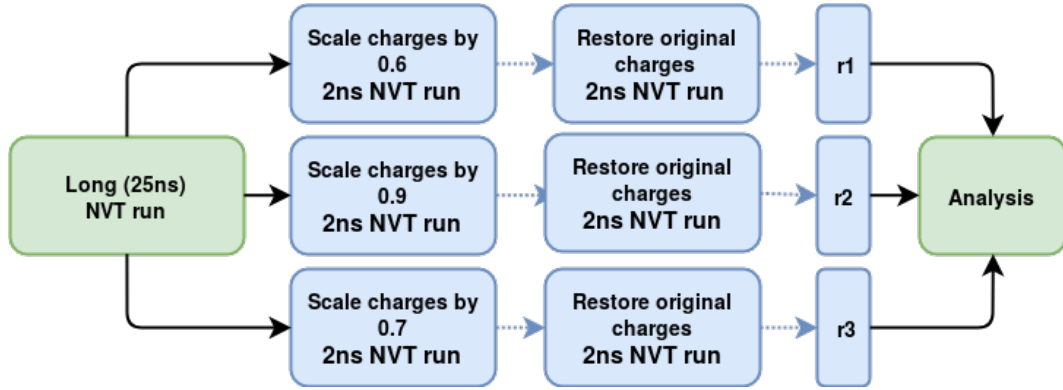 Long (25ns)
NVT run
Scale charges by
0.6
2ns NVT run
Restore original
charges
2ns NVT run
r1
Scale charges by
0.9
2ns NVT run
Restore original
charges
2ns NVT run
r2
Scale charges by
0.7
2ns NVT run
Restore original
charges
2ns NVT run
r3
Analysis